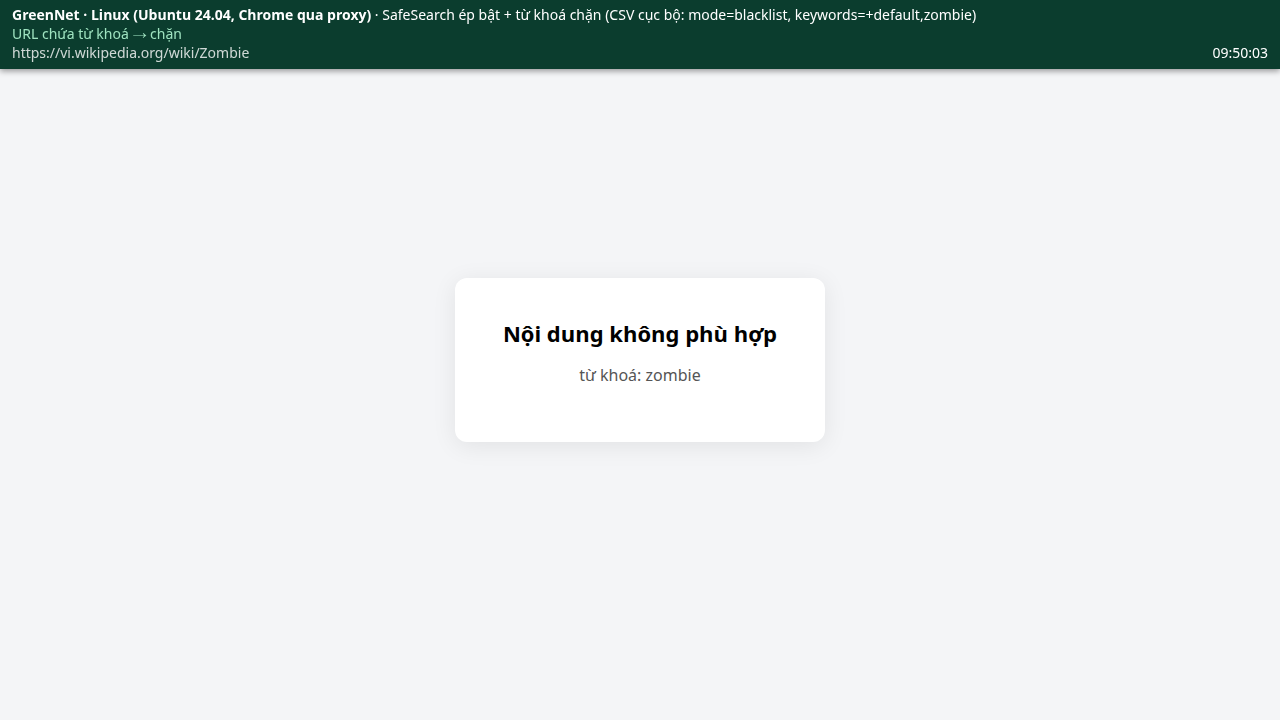 GreenNet · Linux (Ubuntu 24.04, Chrome qua proxy) · SafeSearch ép bật + từ khoá chặn (CSV cục bộ: mode=blacklist, keywords=+default,zombie)
URL chứa từ khoá → chặn
https://vi.wikipedia.org/wiki/Zombie
09:50:03
Nội dung không phù hợp
từ khoá: zombie